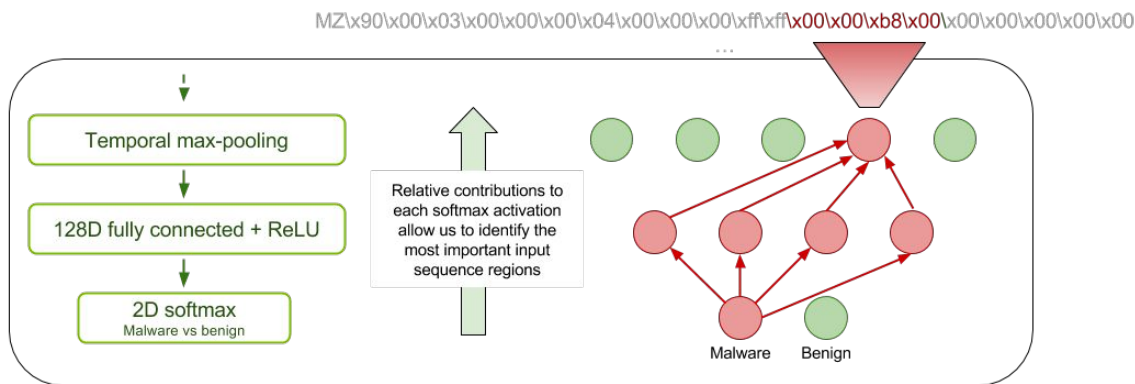 MZ\x90\x00\x03\x00\x00\x00\x04\x00\x00\x00\xff\xff\x00\x00\xb8\x00\x00\x00\x00\x00\x00
...
Temporal max-pooling
128D fully connected + ReLU
2D softmax
Malware vs benign
Relative contributions to
each softmax activation
allow us to identify the
most important input
sequence regions
Malware
Benign